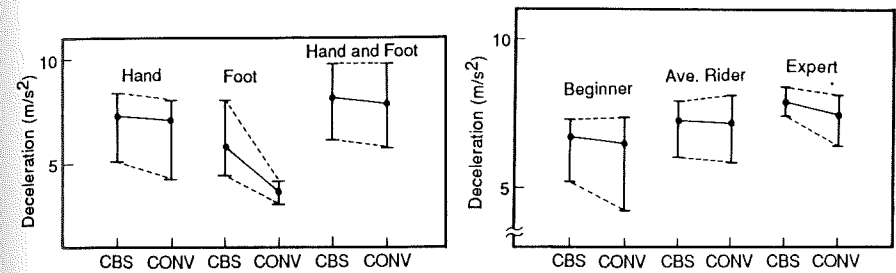 Deceleration (m/s²)
10
5
Hand
Foot
Hand and Foot
CBS CONV CBS CONV CBS CONV
Deceleration (m/s²)
10
5
Beginner
Ave. Rider
Expert
CBS CONV CBS CONV CBS CONV